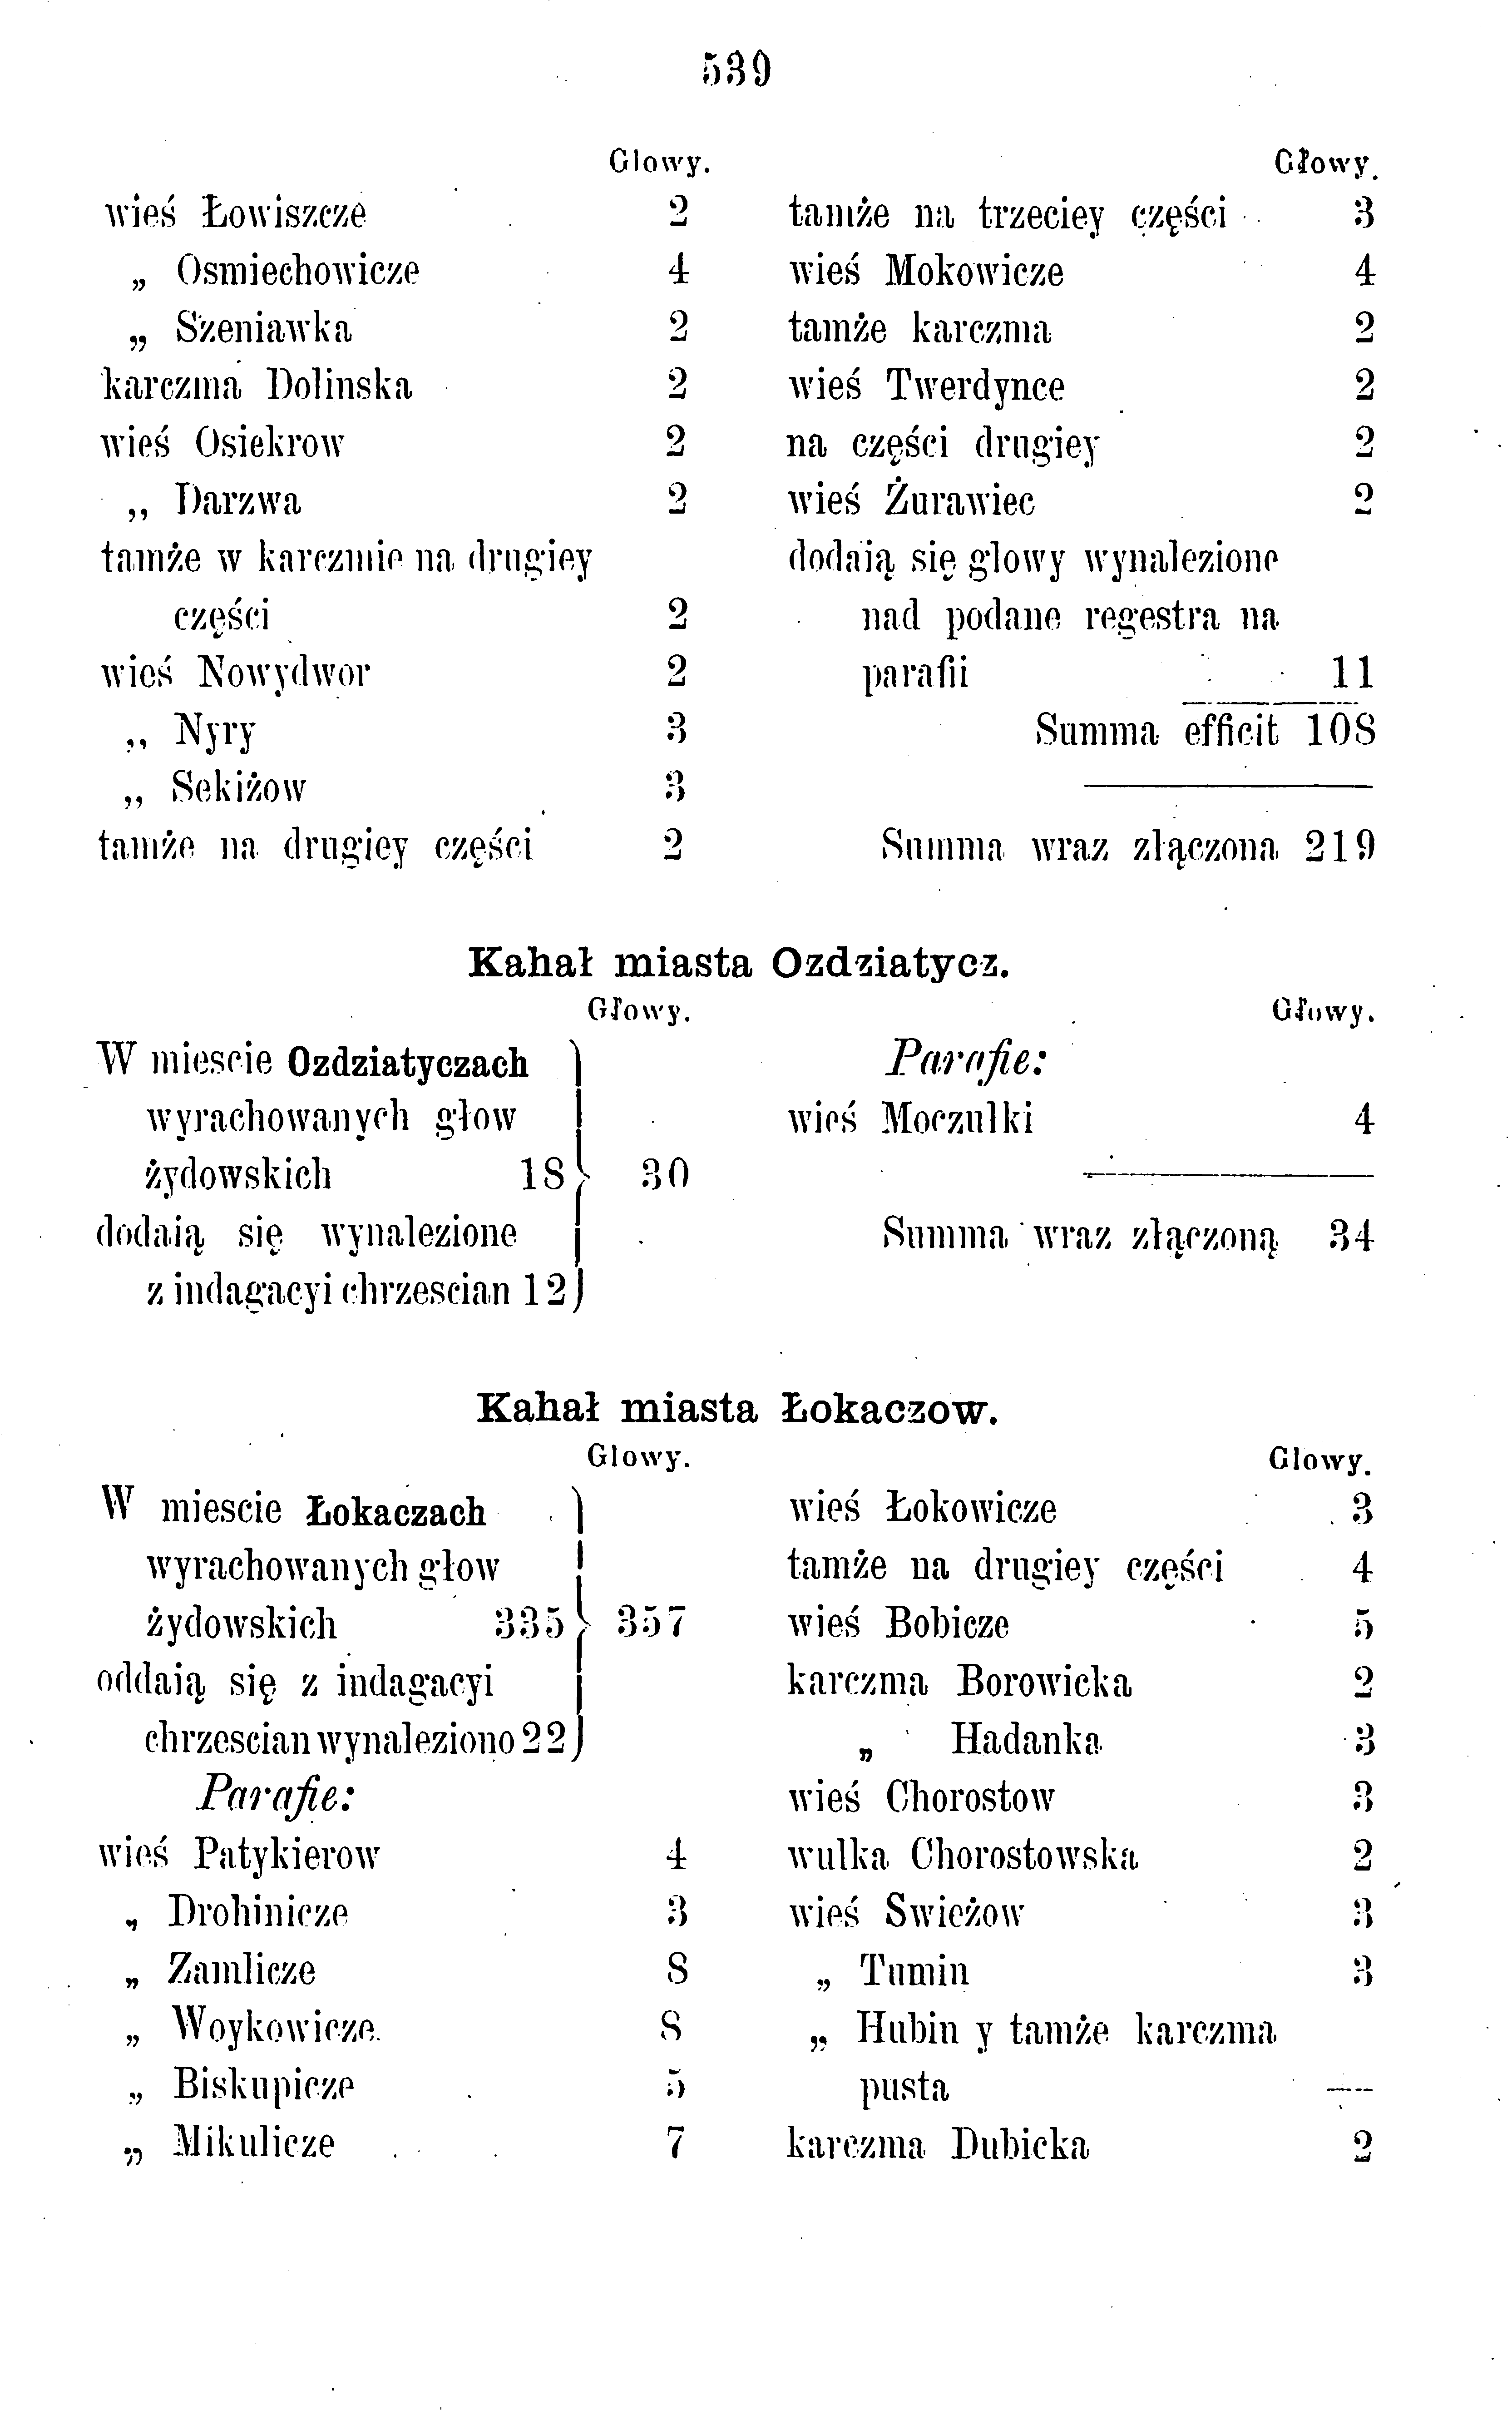 539
Glowy.
wieś Łowiszcze 2
„ Osmiechowicze 4
„ Szeniawka 2
karczma Dolinska 2
wieś Osiekrow 2
„ Darzwa 2
tamże w karczmie na drugiey
części 2
wieś Nowydwor 2
„ Nyry 3
„ Sekiżow 3
tamże na drugiey części 2
Głowy.
tamże na trzeciey części 3
wieś Mokowicze 4
tamże karczma 2
wieś Twerdynce 2
na części drugiey 2
wieś Żurawiec 2
dodaią się glowy wynalezione
nad podane regestra na
parafii 11
Summa efficit 108
Summa wraz złączona 219
Kahał miasta Ozdziatycz.
Głowy.
W miescie Ozdziatyczach
wyrachowanych głow
żydowskich 18 } 30
dodaią się wynalezione
z indagacyi chrzescian 12
Głowy.
Parafie:
wieś Moczulki 4
Summa wraz złączoną 34
Kahał miasta Łokaczow.
Glowy.
W miescie Łokaczach
wyrachowanych głow
żydowskich 335 } 357
oddaią się z indagacyi
chrzescian wynaleziono 22
Parafie:
wieś Patykierow 4
„ Drohinicze 3
„ Zamlicze 8
„ Woykowicze 8
„ Biskupicze 5
„ Mikulicze 7
Glowy.
wieś Łokowicze 3
tamże na drugiey części 4
wieś Bobicze 5
karczma Borowicka 2
„ Hadanka 3
wieś Chorostow 3
wulka Chorostowska 2
wieś Swieżow 3
„ Tumin 3
„ Hubin y tamże karczma
pusta —
karczma Dubicka 2